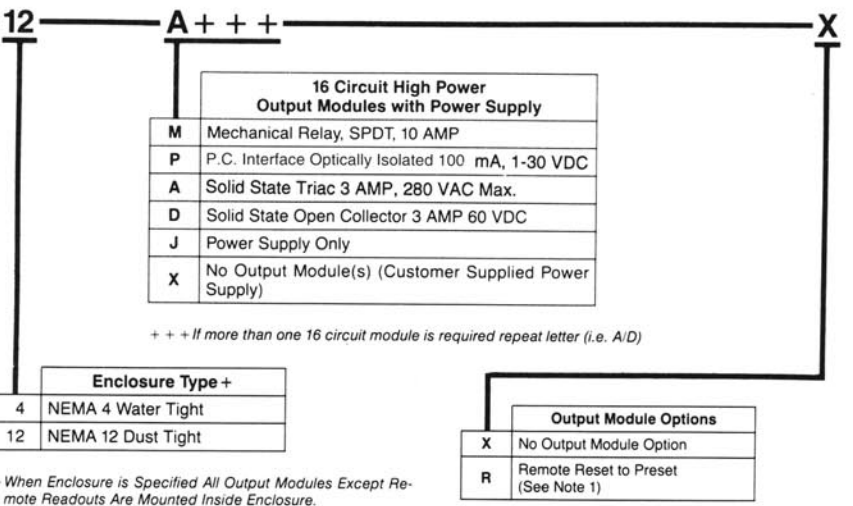 12 A+ + + X
16 Circuit High Power
Output Modules with Power Supply
M Mechanical Relay, SPDT, 10 AMP
P P.C. Interface Optically Isolated 100 mA, 1-30 VDC
A Solid State Triac 3 AMP, 280 VAC Max.
D Solid State Open Collector 3 AMP 60 VDC
J Power Supply Only
X No Output Module(s) (Customer Supplied Power
Supply)
+ + + If more than one 16 circuit module is required repeat letter (i.e. A/D)
Enclosure Type +
4 NEMA 4 Water Tight
12 NEMA 12 Dust Tight
When Enclosure is Specified All Output Modules Except Re-
mote Readouts Are Mounted Inside Enclosure.
Output Module Options
X No Output Module Option
R Remote Reset to Preset
(See Note 1)